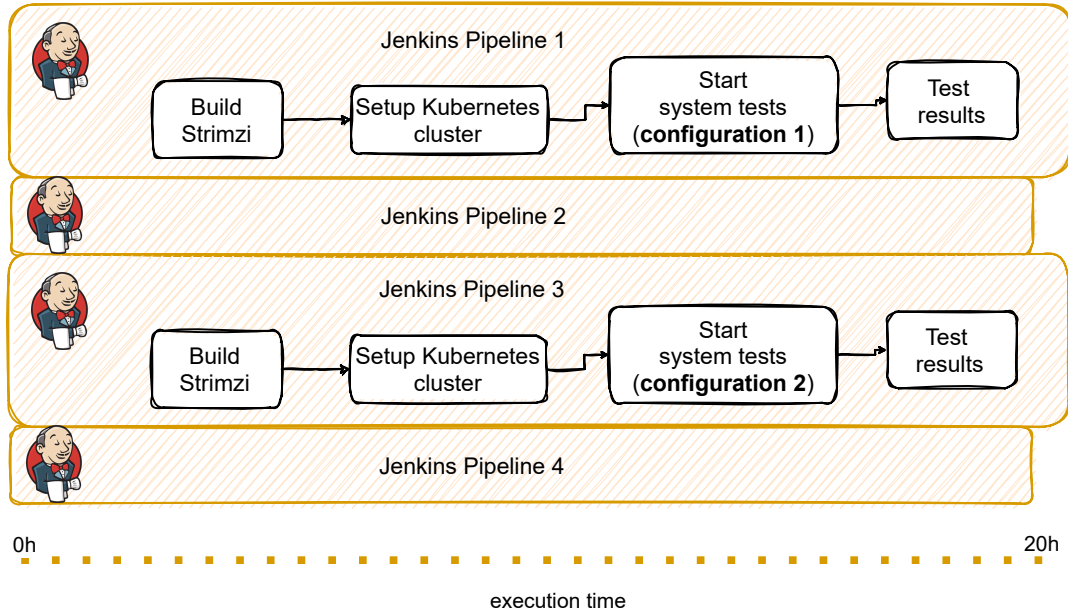 Jenkins Pipeline 1
Build
Strimzi
Setup Kubernetes
cluster
Start
system tests
(configuration 1)
Test
results
Jenkins Pipeline 2
Jenkins Pipeline 3
Build
Strimzi
Setup Kubernetes
cluster
Start
system tests
(configuration 2)
Test
results
Jenkins Pipeline 4
0h
20h
execution time